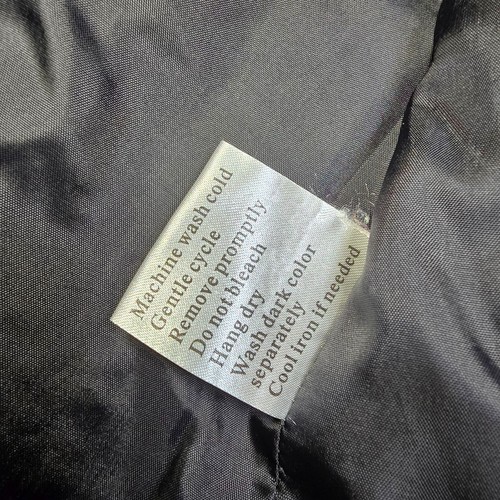 Machine wash cold
Gentle cycle
Remove promptly
Do not bleach
Hang dry
Wash dark color
separately
Cool iron if needed